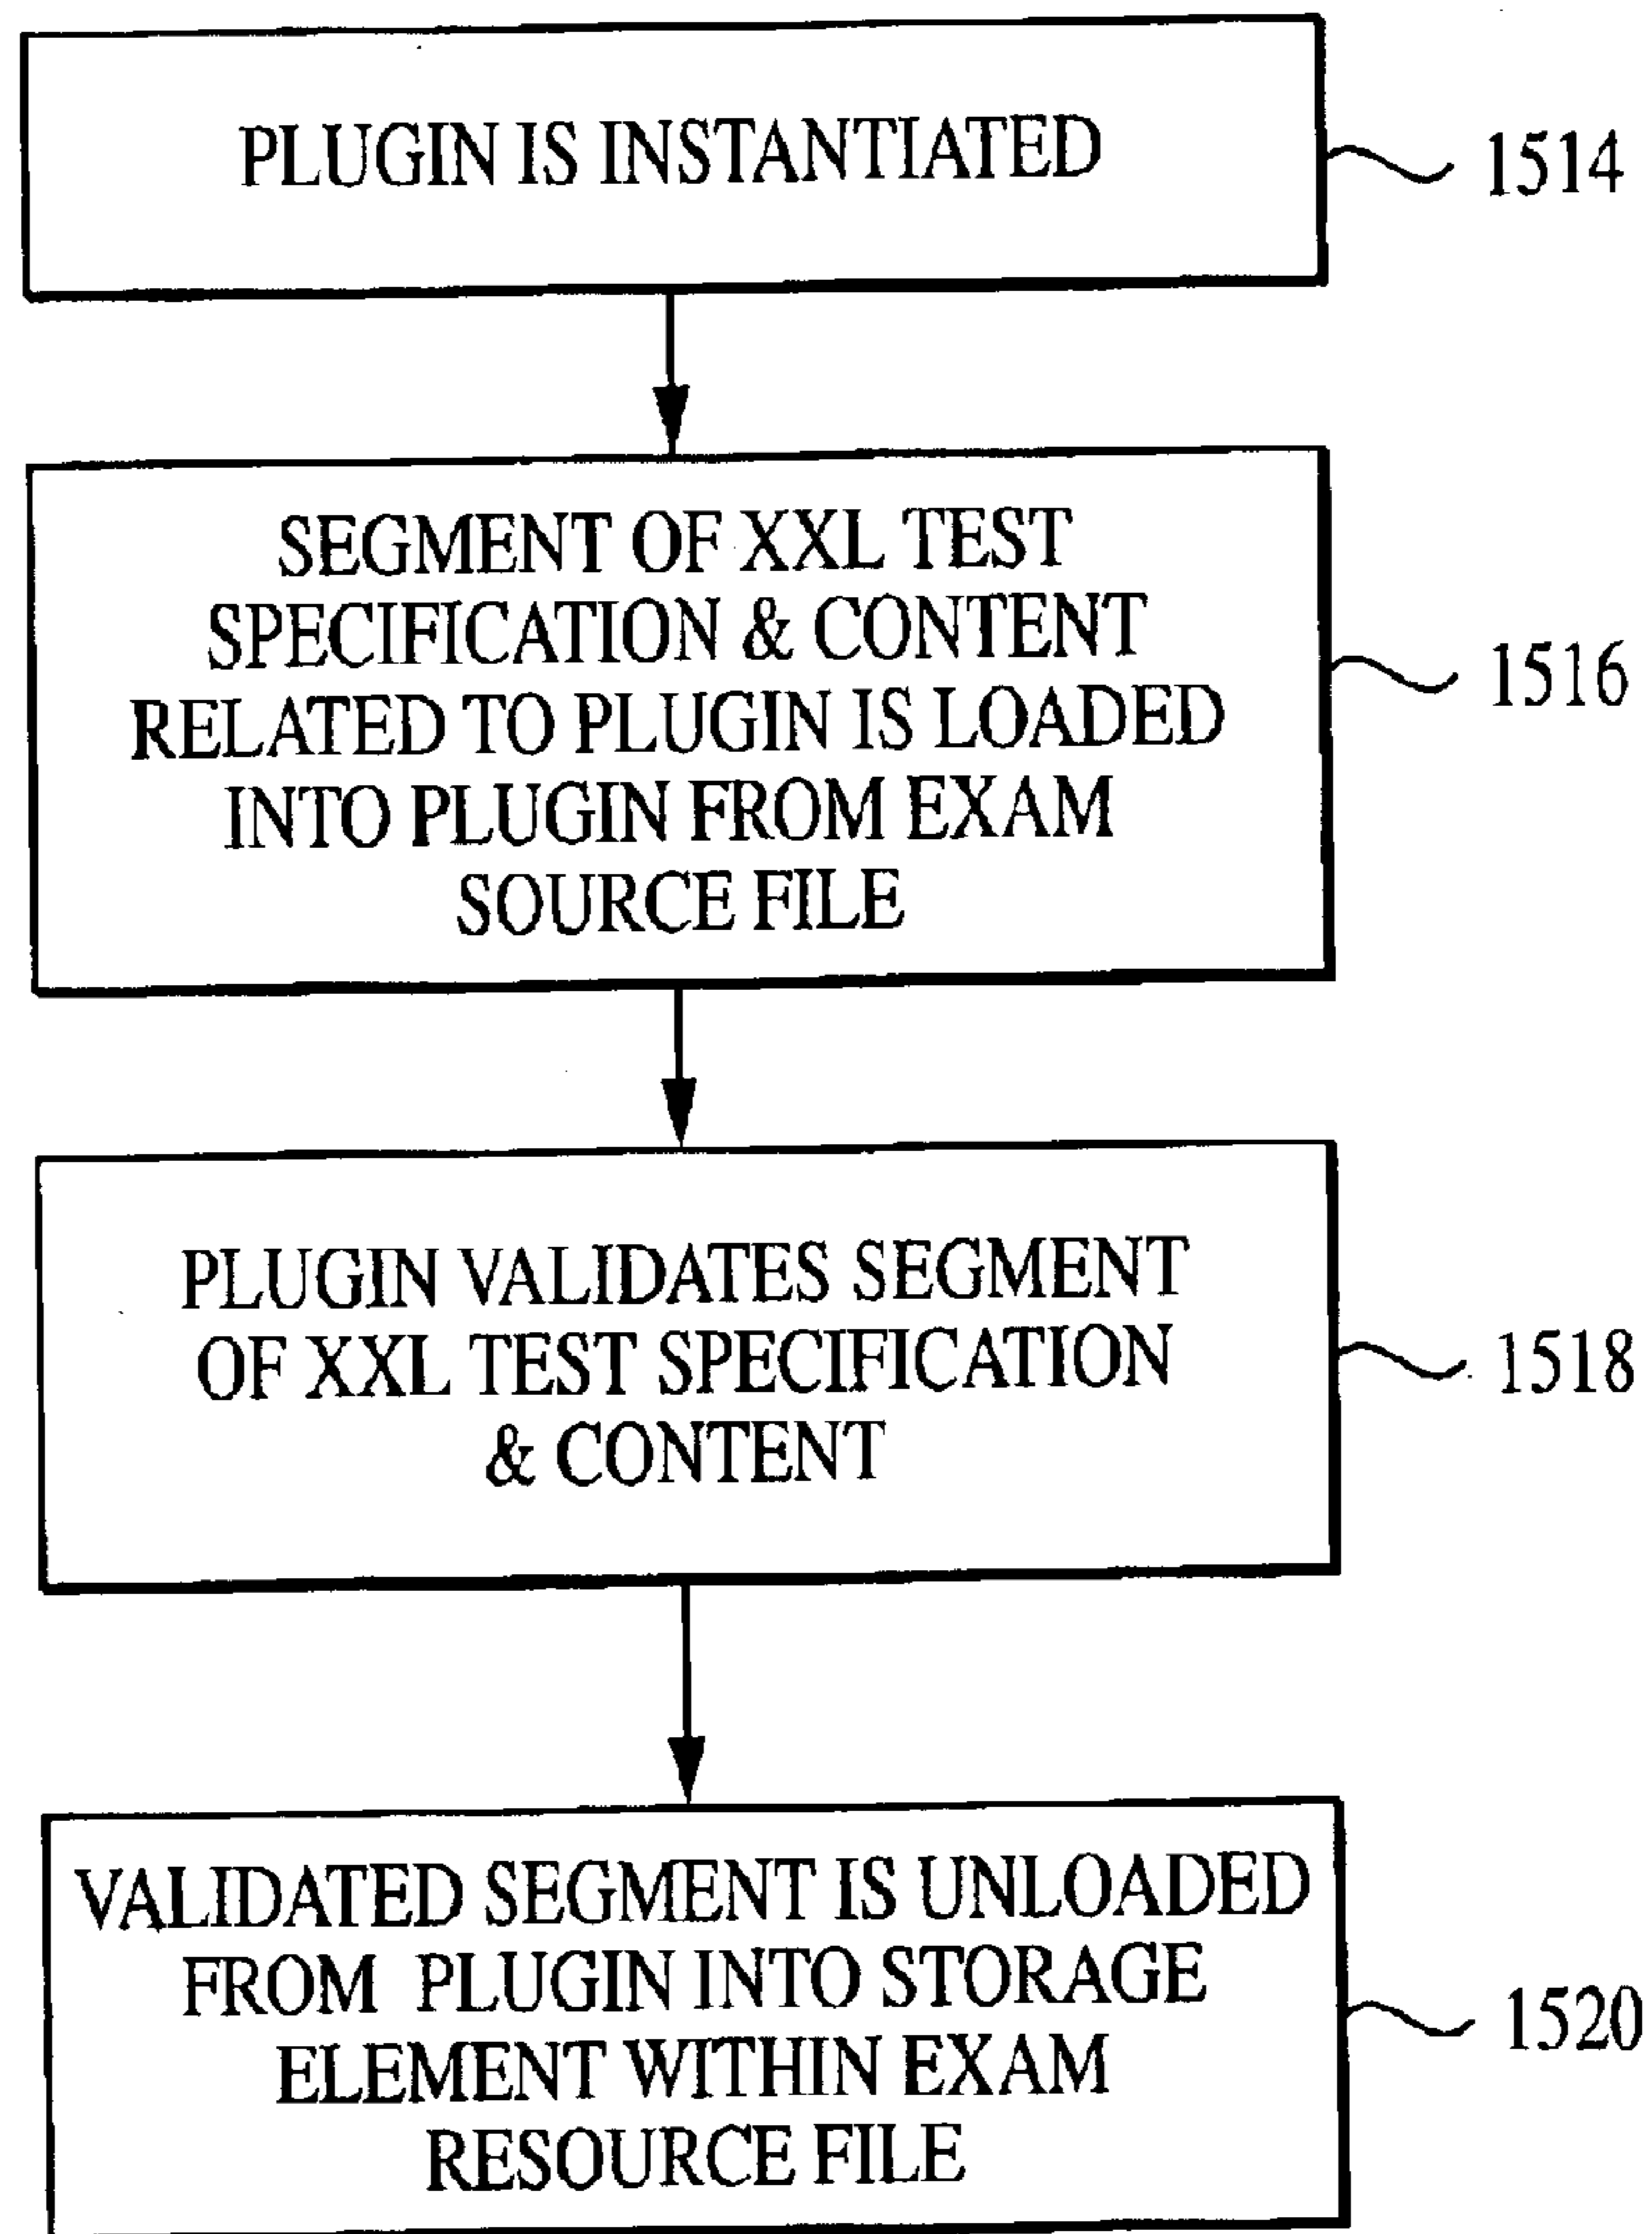 PLUGIN IS INSTANTIATED
1514
SEGMENT OF XXL TEST
SPECIFICATION & CONTENT
RELATED TO PLUGIN IS LOADED
INTO PLUGIN FROM EXAM
SOURCE FILE
1516
PLUGIN VALIDATES SEGMENT
OF XXL TEST SPECIFICATION
& CONTENT
1518
VALIDATED SEGMENT IS UNLOADED
FROM PLUGIN INTO STORAGE
ELEMENT WITHIN EXAM
RESOURCE FILE
1520